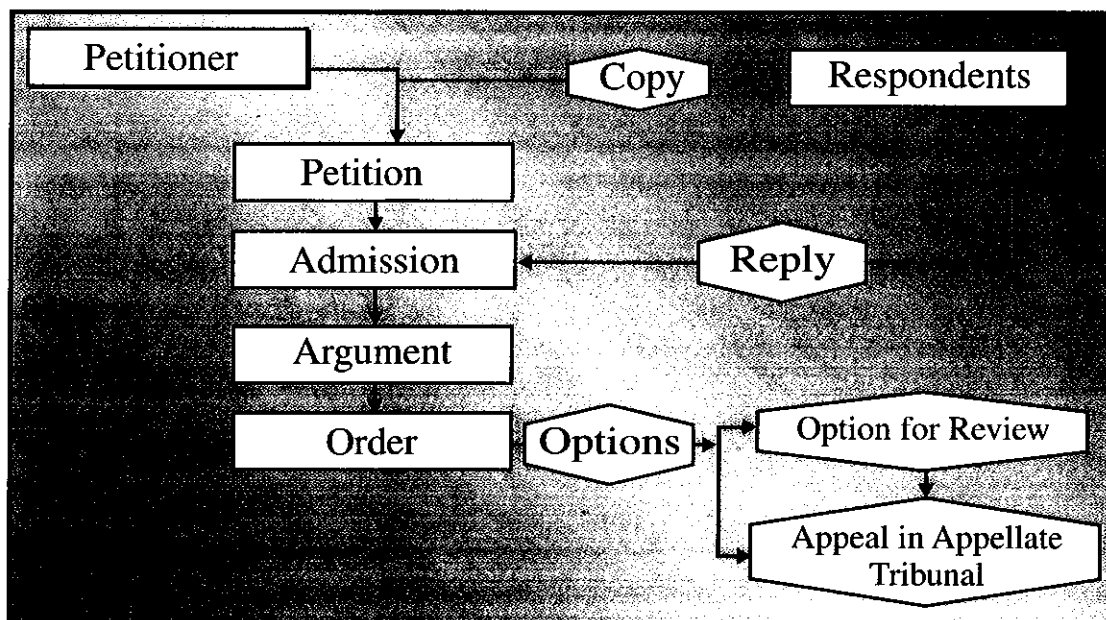 Petitioner
Copy
Respondents
Petition
Admission
Reply
Argument
Order
Options
Option for Review
Appeal in Appellate
Tribunal